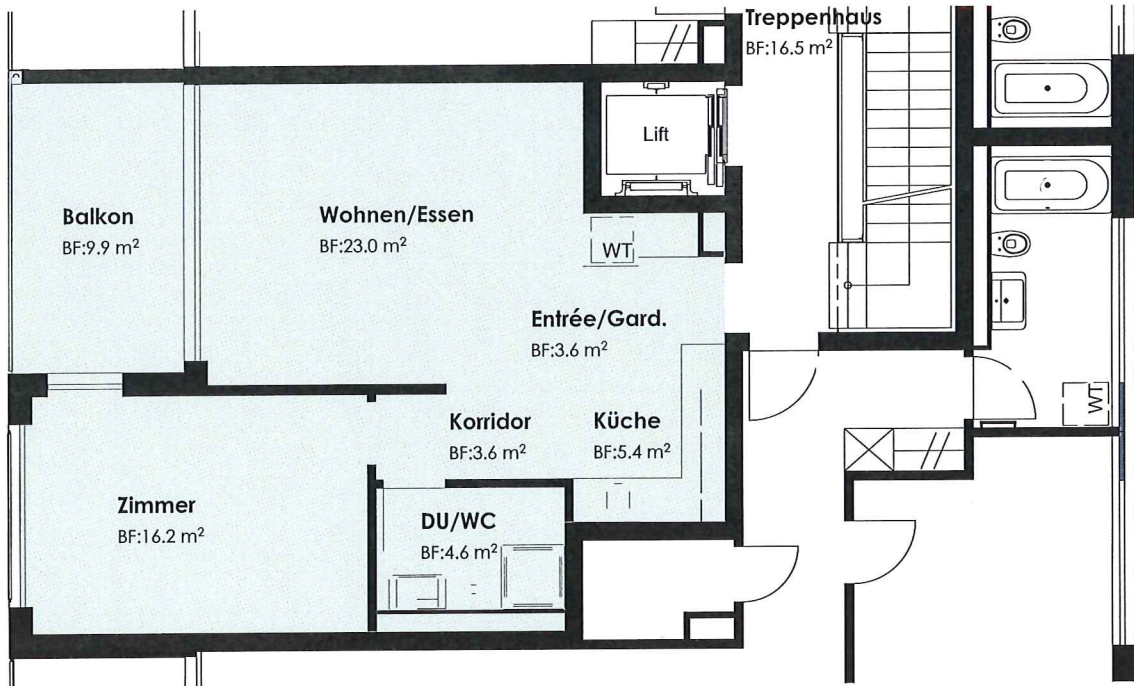 Treppenhaus
BF:16.5 m²
Lift
Balkon
BF:9.9 m²
Wohnen/Essen
BF:23.0 m²
WT
Entrée/Gard.
BF:3.6 m²
Korridor
BF:3.6 m²
Küche
BF:5.4 m²
WT
Zimmer
BF:16.2 m²
DU/WC
BF:4.6 m²